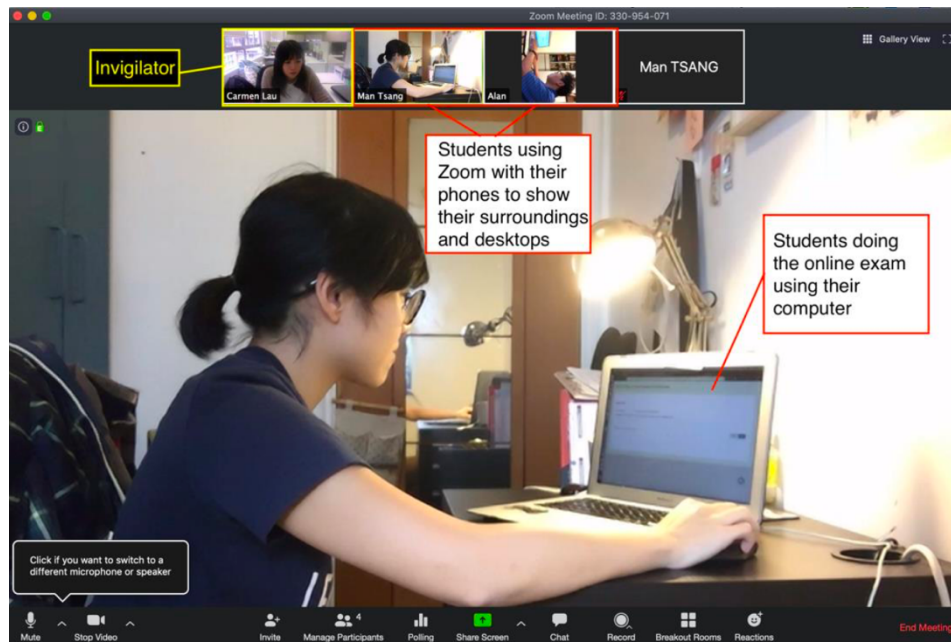 Zoom Meeting ID: 330-954-071
Gallery View
Invigilator
Carmen Lau
Man Tsang
Alan
Man TSANG
Students using
Zoom with their
phones to show
their surroundings
and desktops
Students doing
the online exam
using their
computer
Click if you want to switch to a
different microphone or speaker
Mute
Stop Video
Invite
4
Manage Participants
Polling
Share Screen
Chat
Record
Breakout Rooms
Reactions
End Meeting